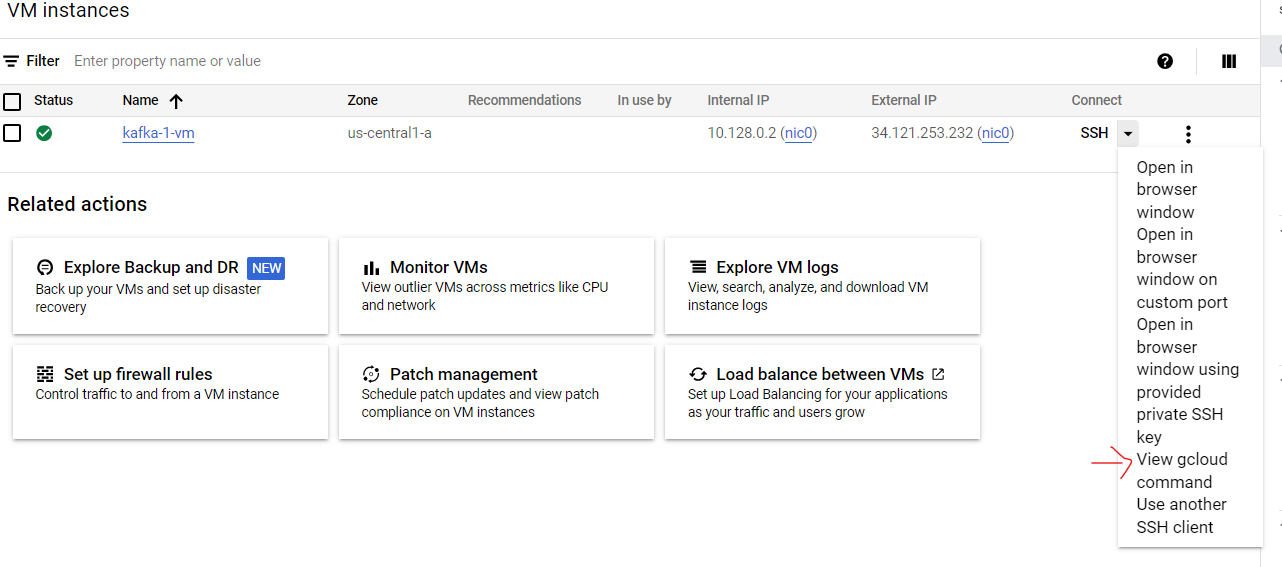 VM instances
Filter Enter property name or value
Status Name Zone Recommendations In use by Internal IP External IP Connect
kafka-1-vm us-central1-a 10.128.0.2 (nic0) 34.121.253.232 (nic0) SSH
Open in
browser
window
Open in
browser
window on
custom port
Open in
browser
window using
provided
private SSH
key
View gcloud
command
Use another
SSH client
Related actions
Explore Backup and DR NEW
Back up your VMs and set up disaster
recovery
Monitor VMs
View outlier VMs across metrics like CPU
and network
Explore VM logs
View, search, analyze, and download VM
instance logs
Set up firewall rules
Control traffic to and from a VM instance
Patch management
Schedule patch updates and view patch
compliance on VM instances
Load balance between VMs
Set up Load Balancing for your applications
as your traffic and users grow